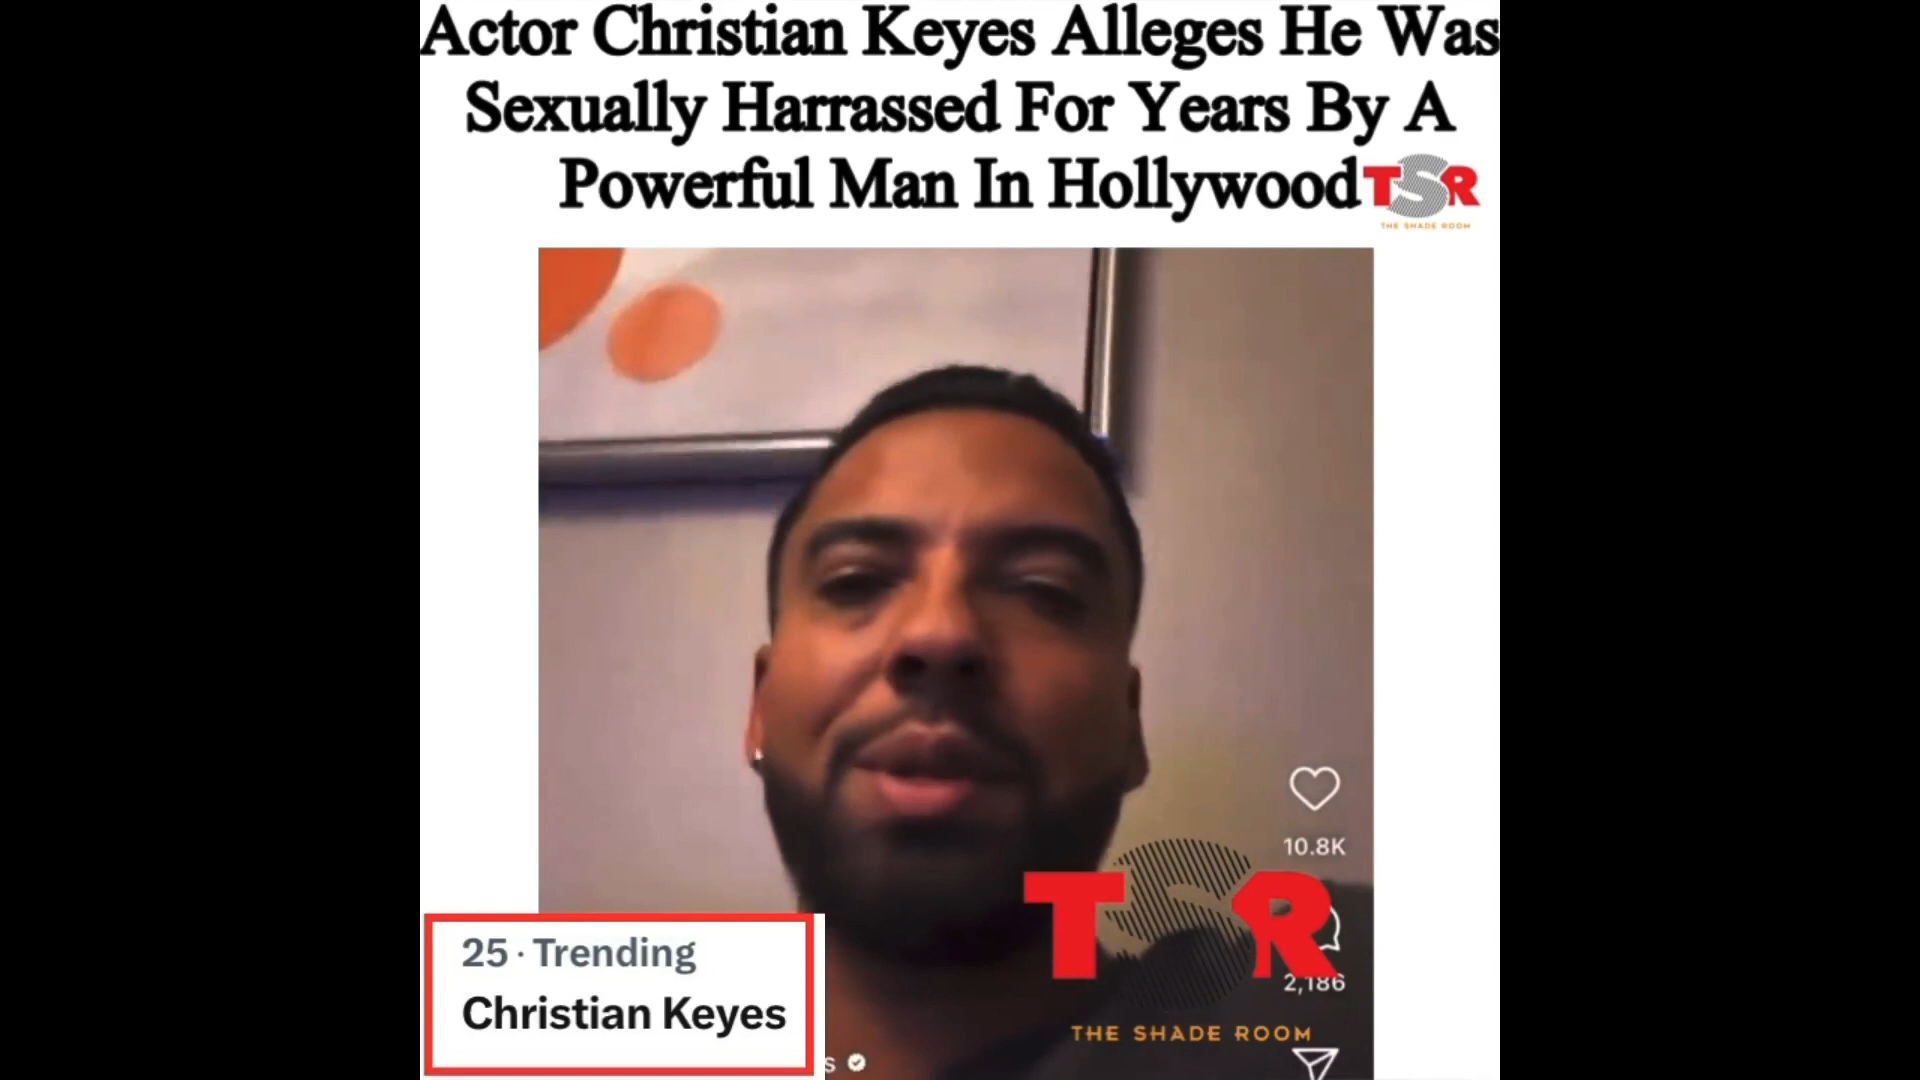 Actor Christian Keyes Alleges He Was
Sexually Harrassed For Years By A
Powerful Man In Hollywood TSR
THE SHADE ROOM
10.8K
TSR
2,186
THE SHADE ROOM
25 · Trending
Christian Keyes
s